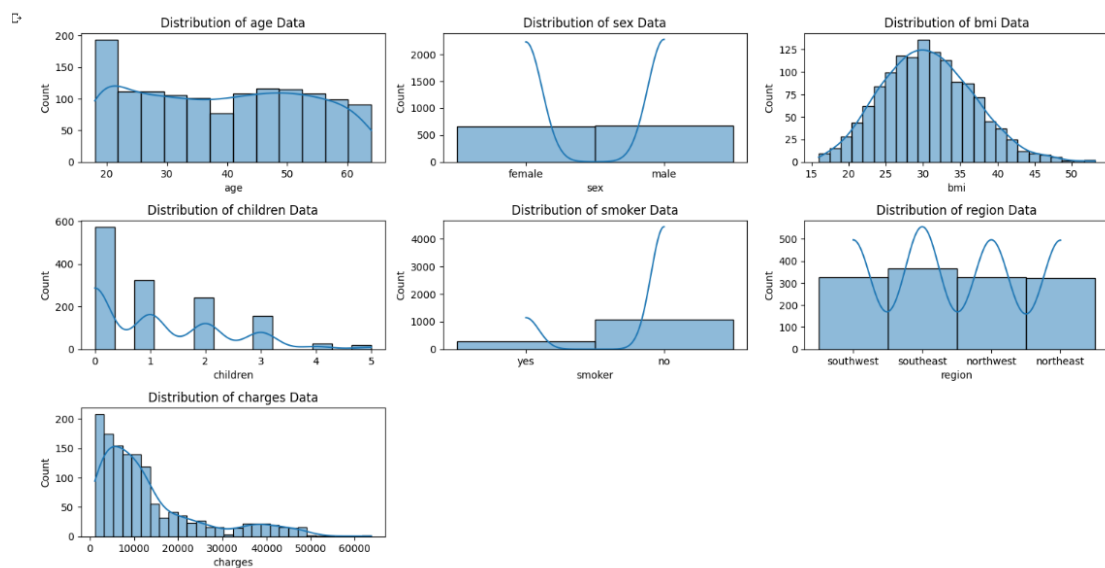 Distribution of age Data
200
150
100
50
0
Count
20 30 40 50 60
age
Distribution of sex Data
2000
1500
1000
500
0
Count
female male
sex
Distribution of bmi Data
125
100
75
50
25
0
Count
16 20 25 30 35 40 45 50
bmi
Distribution of children Data
600
400
200
0
Count
0 1 2 3 4 5
children
Distribution of smoker Data
4000
3000
2000
1000
0
Count
yes no
smoker
Distribution of region Data
500
400
300
200
100
0
Count
southwest southeast northwest northeast
region
Distribution of charges Data
200
150
100
50
0
Count
0 10000 20000 30000 40000 50000 60000
charges